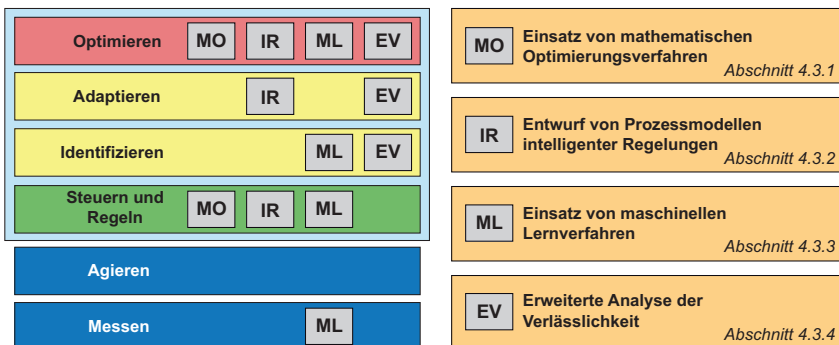 Optimieren MO IR ML EV
Adaptieren IR EV
Identifizieren ML EV
Steuern und
Regeln MO IR ML
Agieren
Messen ML
MO Einsatz von mathematischen
Optimierungsverfahren
Abschnitt 4.3.1
IR Entwurf von Prozessmodellen
intelligenter Regelungen
Abschnitt 4.3.2
ML Einsatz von maschinellen
Lernverfahren
Abschnitt 4.3.3
EV Erweiterte Analyse der
Verlässlichkeit
Abschnitt 4.3.4